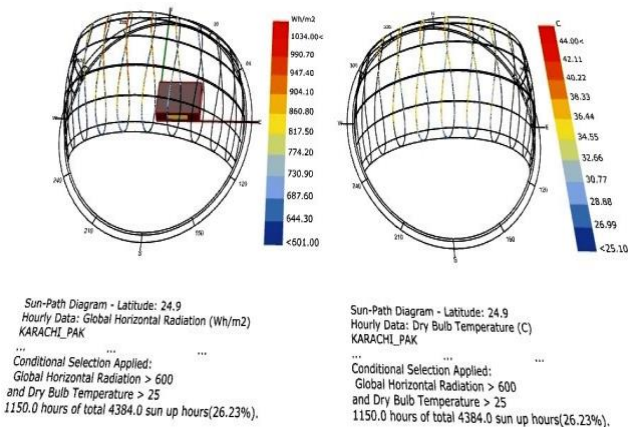 Wh/m2
1034.00<
990.70
947.40
904.10
860.80
817.50
774.20
730.90
687.60
644.30
<601.00
240
210
S
150
120
C
44.00<
42.11
40.22
38.33
36.44
34.55
32.66
30.77
28.88
26.99
<25.10
240
210
S
150
120
Sun-Path Diagram - Latitude: 24.9
Hourly Data: Global Horizontal Radiation (Wh/m2)
KARACHI_PAK
... ... ...
Conditional Selection Applied:
Global Horizontal Radiation > 600
and Dry Bulb Temperature > 25
1150.0 hours of total 4384.0 sun up hours(26.23%).
Sun-Path Diagram - Latitude: 24.9
Hourly Data: Dry Bulb Temperature (C)
KARACHI_PAK
... ... ...
Conditional Selection Applied:
Global Horizontal Radiation > 600
and Dry Bulb Temperature > 25
1150.0 hours of total 4384.0 sun up hours(26.23%).